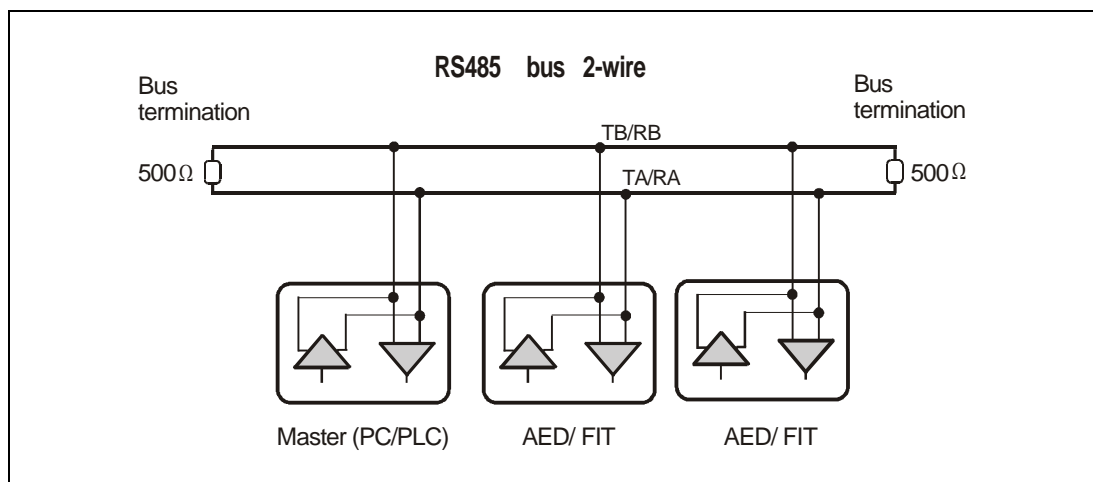 RS485 bus 2-wire
Bus
termination
Bus
termination
TB/RB
500Ω
TA/RA
500Ω
Master (PC/PLC)
AED/ FIT
AED/ FIT